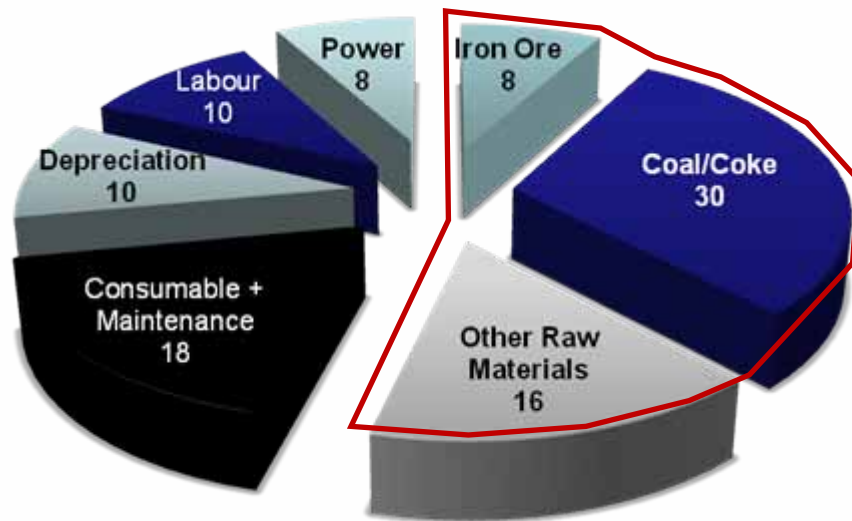 Power
8
Iron Ore
8
Labour
10
Coal/Coke
30
Depreciation
10
Consumable +
Maintenance
18
Other Raw
Materials
16